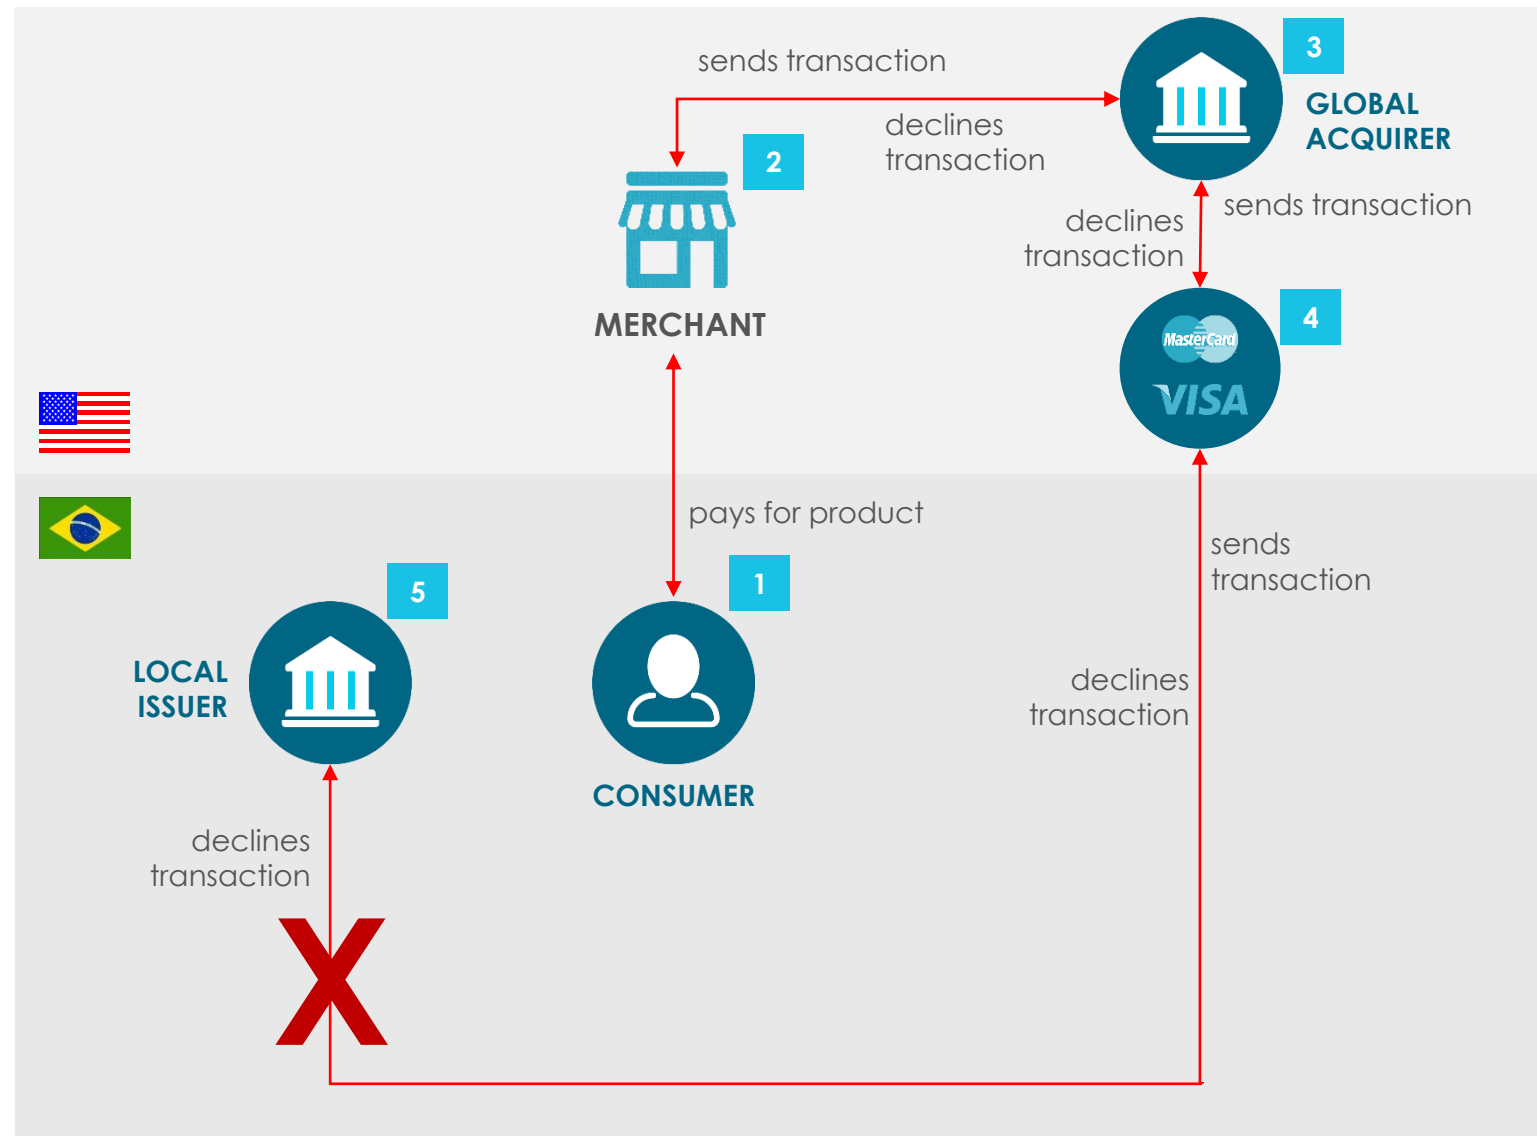 sends transaction
3
GLOBAL
ACQUIRER
declines
transaction
2
sends transaction
declines
transaction
MERCHANT
4
MasterCard
VISA
pays for product
sends
transaction
5
1
LOCAL
ISSUER
declines
transaction
CONSUMER
declines
transaction
X